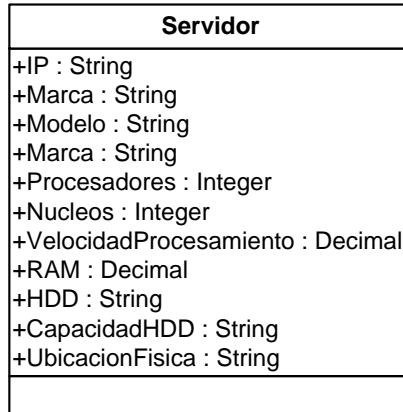 Servidor
+IP : String
+Marca : String
+Modelo : String
+Marca : String
+Procesadores : Integer
+Nucleos : Integer
+VelocidadProcesamiento : Decimal
+RAM : Decimal
+HDD : String
+CapacidadHDD : String
+UbicacionFisica : String